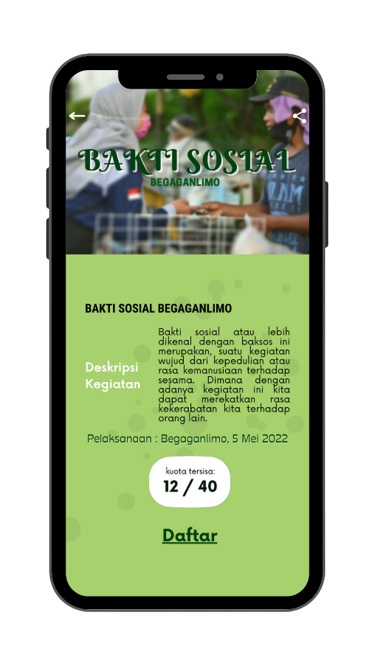 BAKTI SOSIAL
BEGAGANLIMO
BAKTI SOSIAL BEGAGANLIMO
Deskripsi
Kegiatan
Bakti sosial atau lebih
dikenal dengan baksos ini
merupakan, suatu kegiatan
wujud dari kepedulian atau
rasa kemanusiaan terhadap
sesama. Dimana dengan
adanya kegiatan ini kita
dapat merekatkan rasa
kekerabatan kita terhadap
orang lain.
Pelaksanaan : Begaganlimo, 5 Mei 2022
kuota tersisa:
12 / 40
Daftar